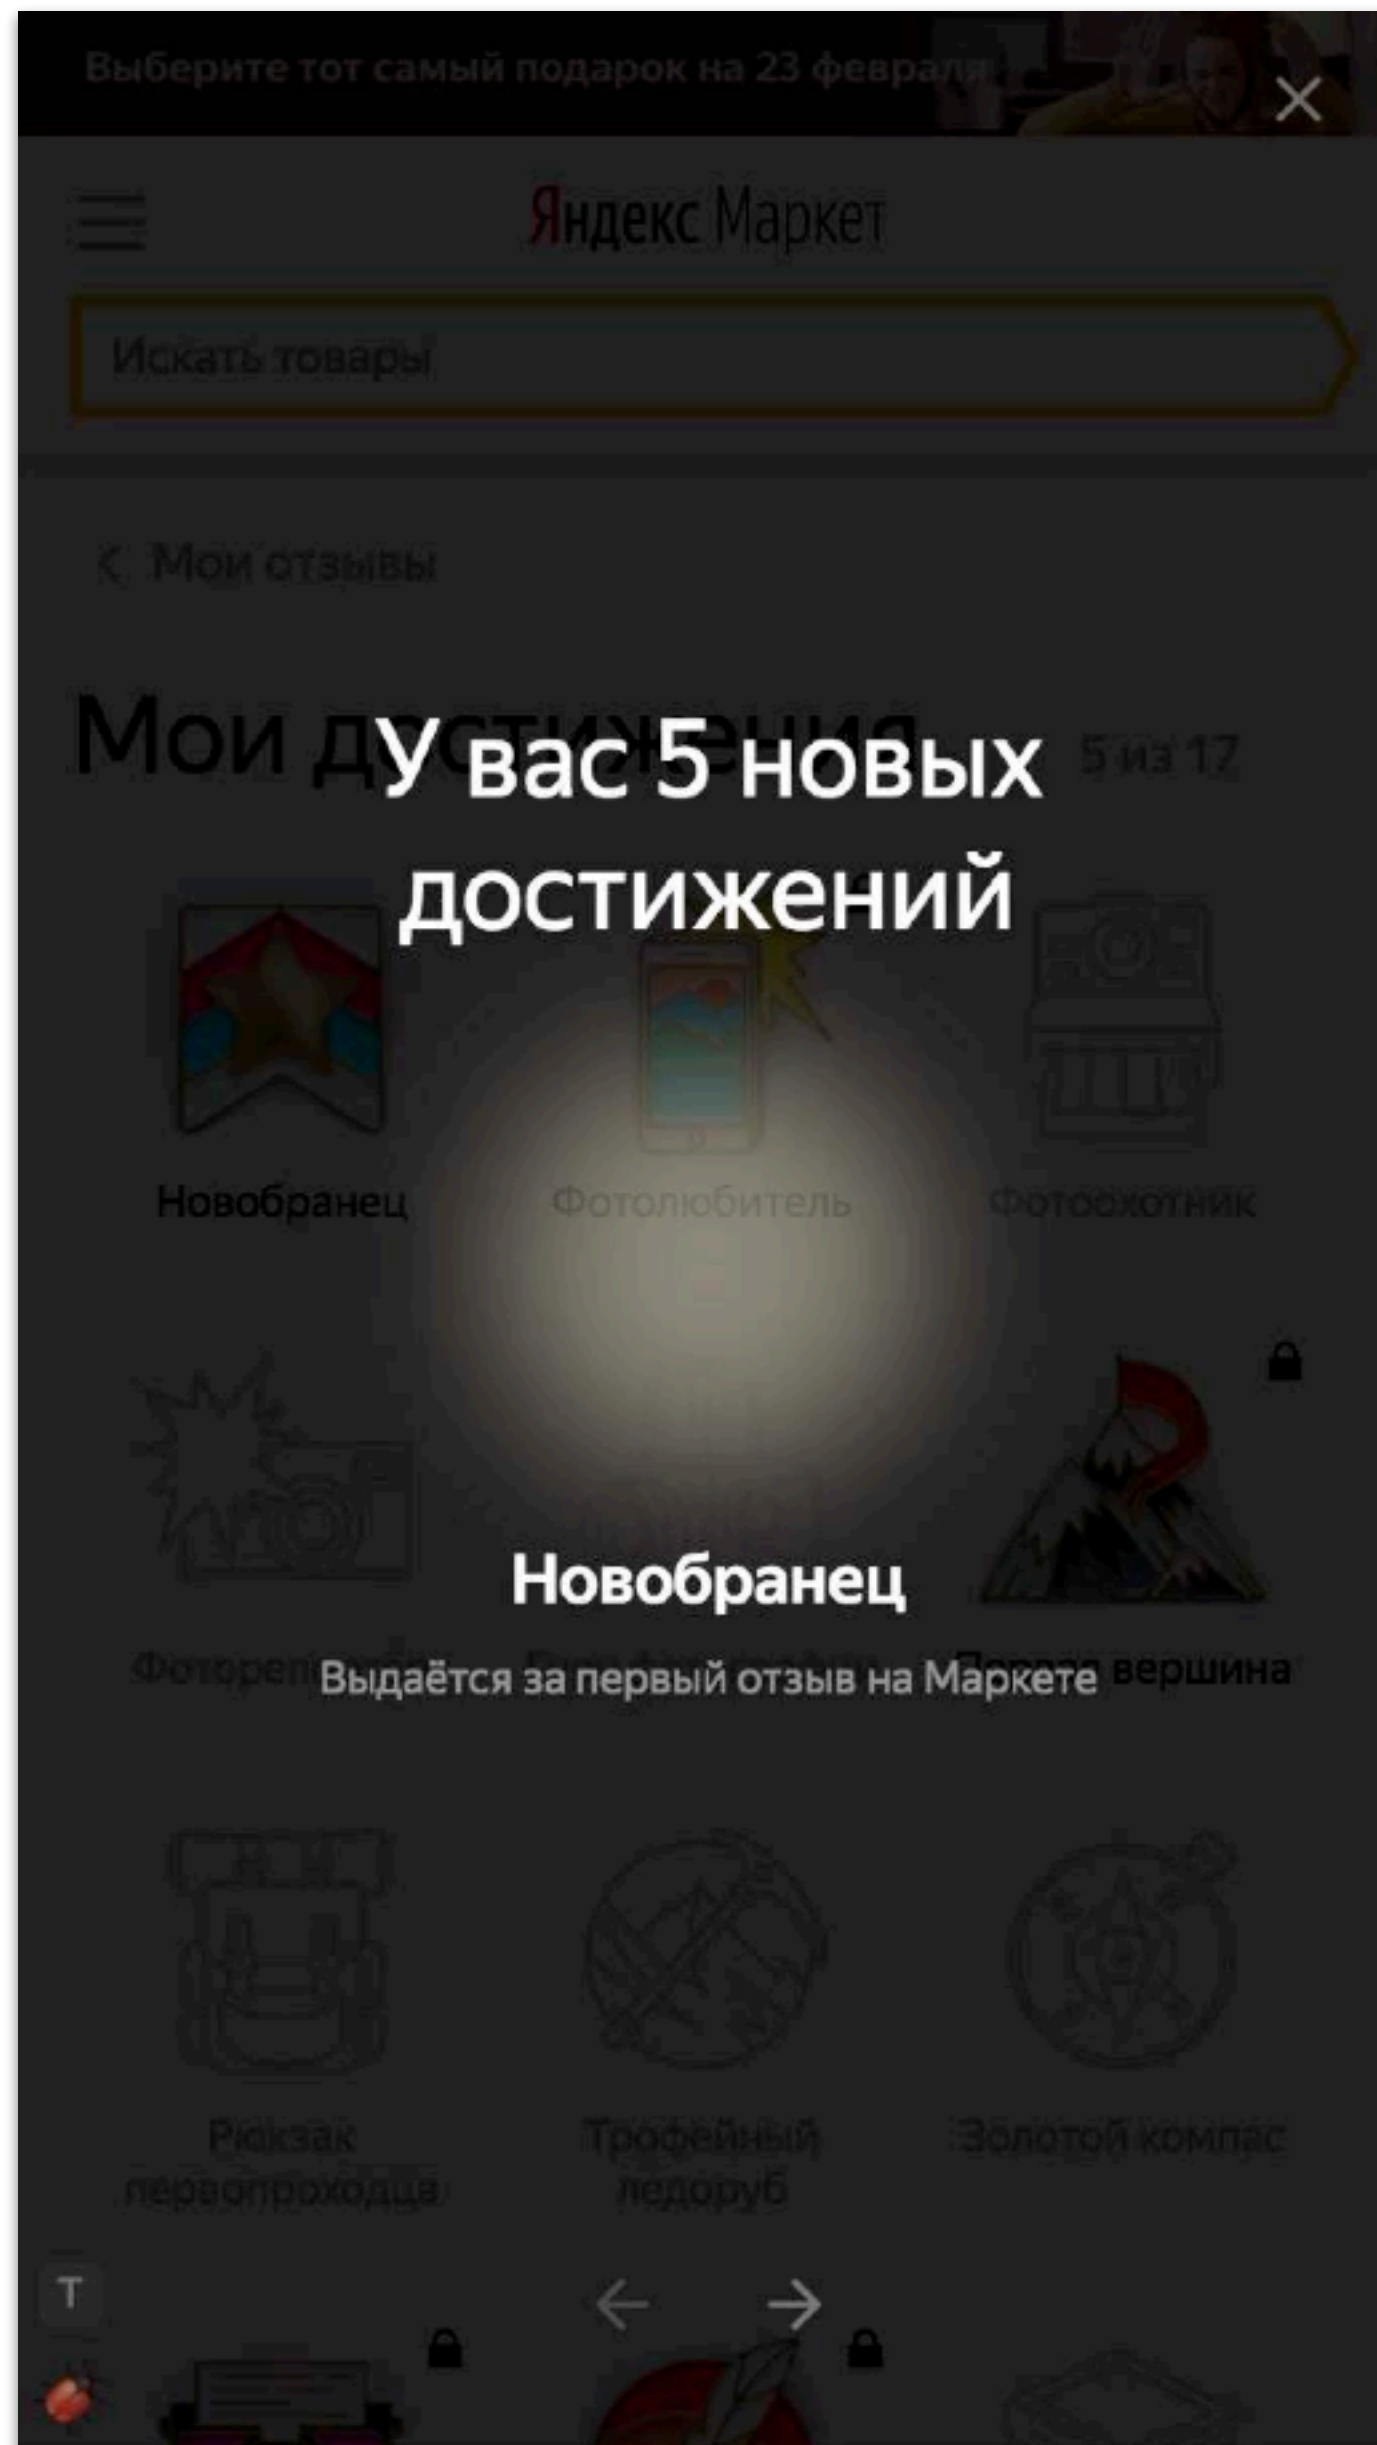 Выберите тот самый подарок на 23 февраля
Яндекс Маркет
Искать товары
Мои отзывы
Мои достижения
5 из 17
У вас 5 новых
достижений
Новобранец
Фотолюбитель
Фотоохотник
Новобранец
Выдаётся за первый отзыв на Маркете
вершина
Рюкзак
первопроходца
Трофейный
ледоруб
Золотой компас
T